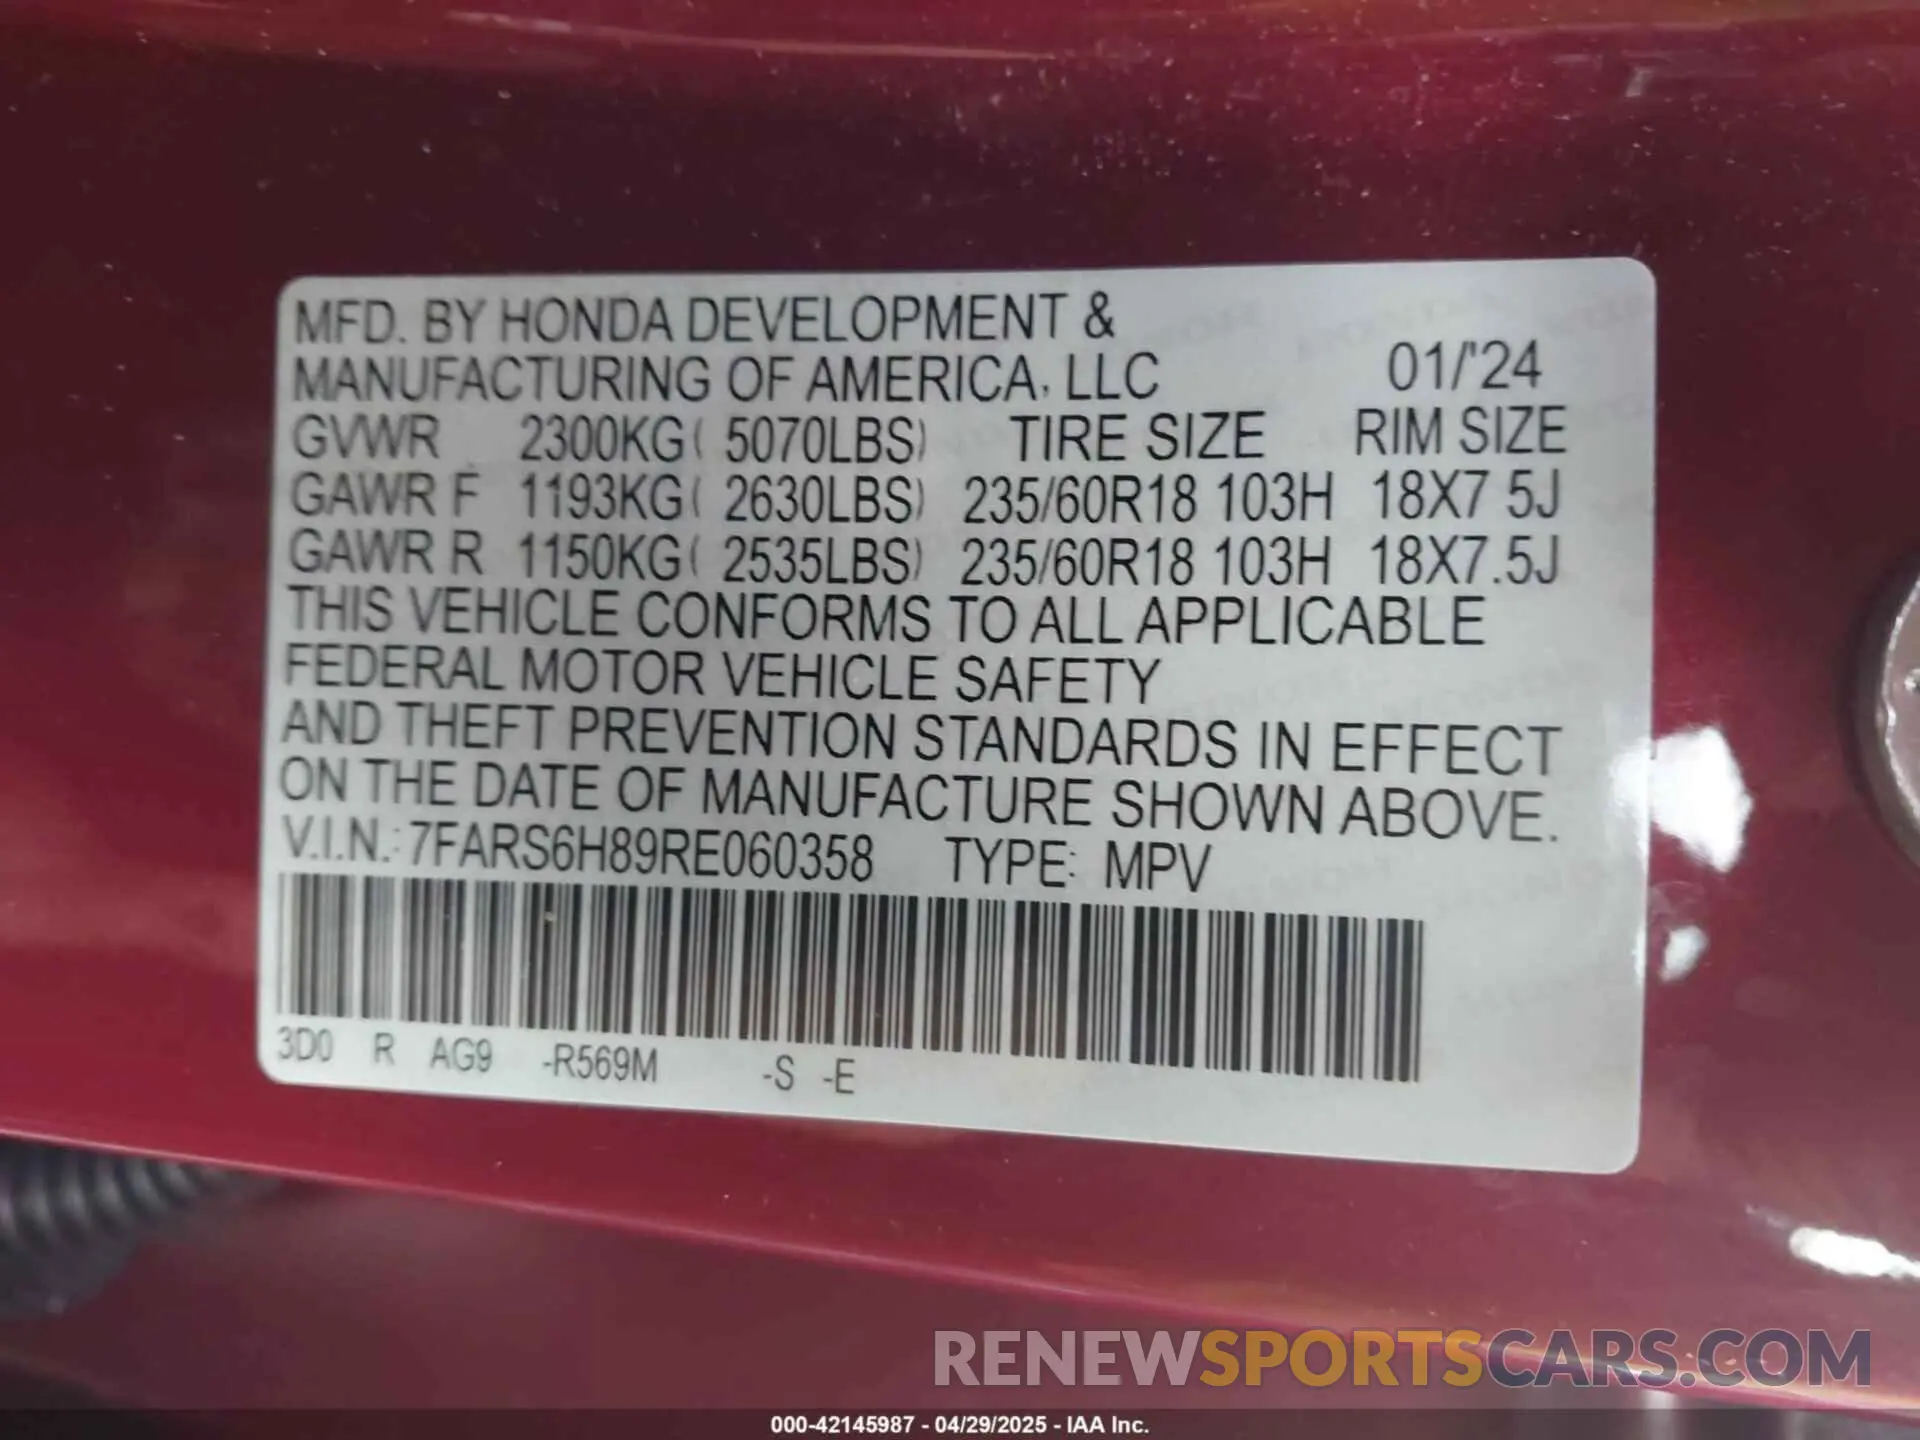 MFD. BY HONDA DEVELOPMENT &
MANUFACTURING OF AMERICA, LLC 01/'24
GVWR 2300KG( 5070LBS) TIRE SIZE RIM SIZE
GAWR F 1193KG( 2630LBS) 235/60R18 103H 18X7.5J
GAWR R 1150KG( 2535LBS) 235/60R18 103H 18X7.5J
THIS VEHICLE CONFORMS TO ALL APPLICABLE
FEDERAL MOTOR VEHICLE SAFETY
AND THEFT PREVENTION STANDARDS IN EFFECT
ON THE DATE OF MANUFACTURE SHOWN ABOVE.
V.I.N.: 7FARS6H89RE060358 TYPE: MPV
3D0 R AG9 -R569M -S -E
RENEWSPORTSCARS.COM
000-42145987 - 04/29/2025 - IAA Inc.